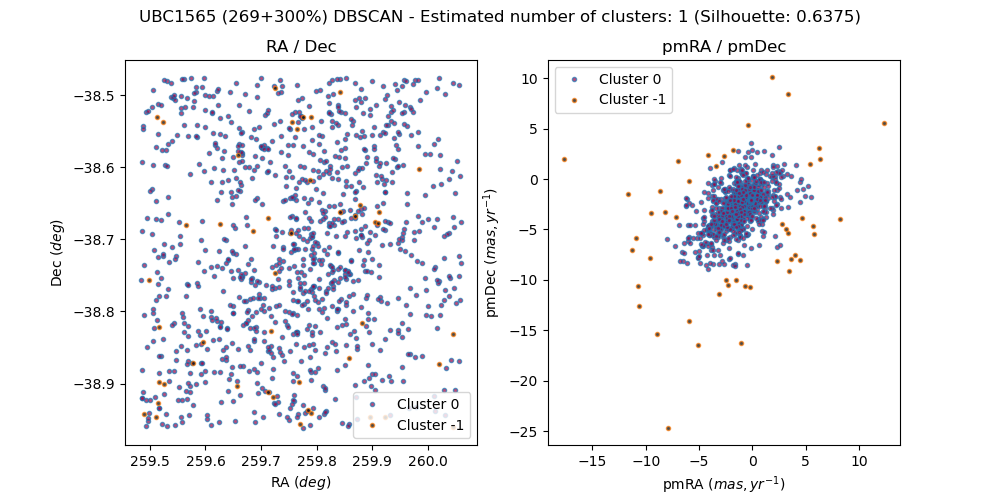 UBC1565 (269+300%) DBSCAN - Estimated number of clusters: 1 (Silhouette: 0.6375)
RA / Dec
pmRA / pmDec
−38.5
−38.6
−38.7
−38.8
−38.9
Dec (deg)
259.5 259.6 259.7 259.8 259.9 260.0
RA (deg)
Cluster 0
Cluster -1
10
5
0
−5
−10
−15
−20
−25
pmDec (mas, yr⁻¹)
−15 −10 −5 0 5 10
pmRA (mas, yr⁻¹)
Cluster 0
Cluster -1